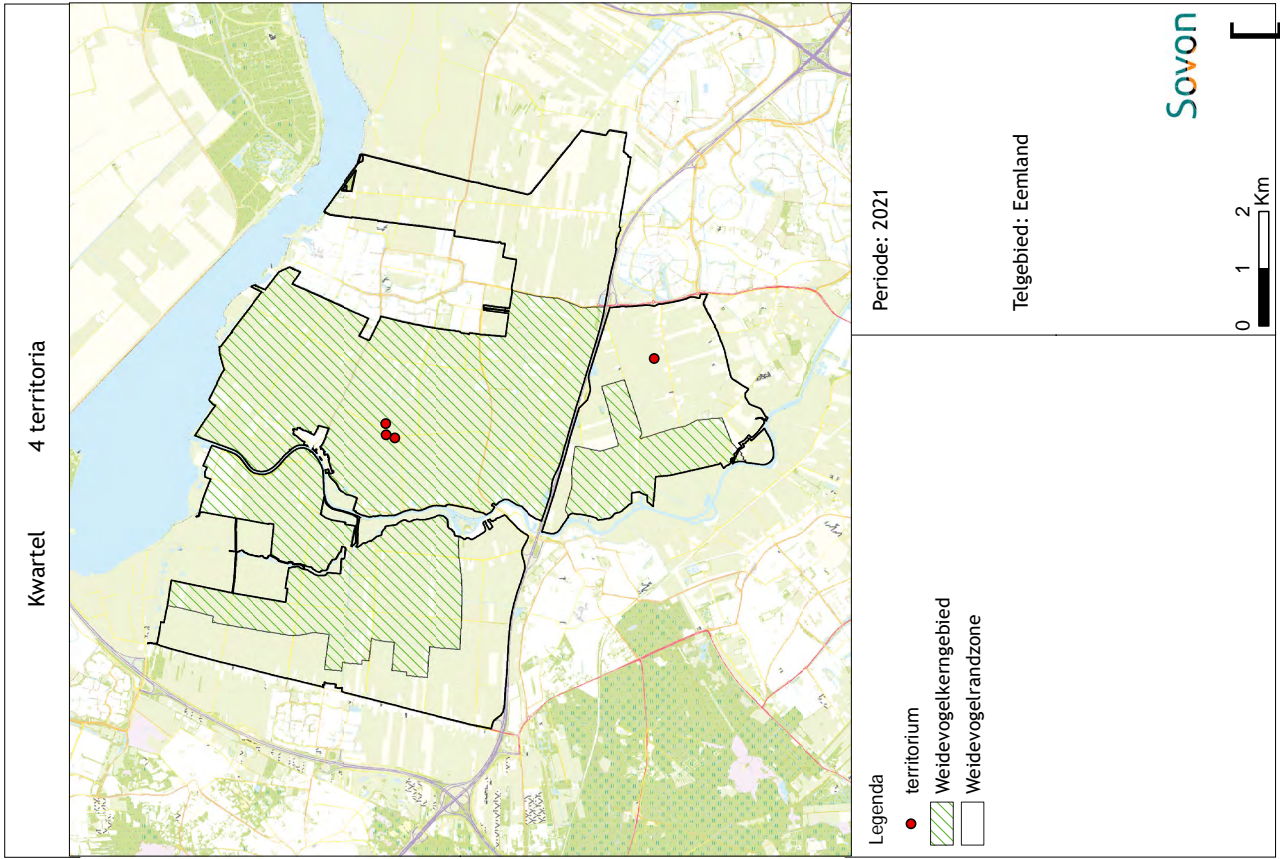 Kwartel 4 territoria
Legenda
territorium
Weidevogelkerngebied
Weidevogelrandzone
Periode: 2021
Telgebied: Eemland
0 1 2
Km
Sovon